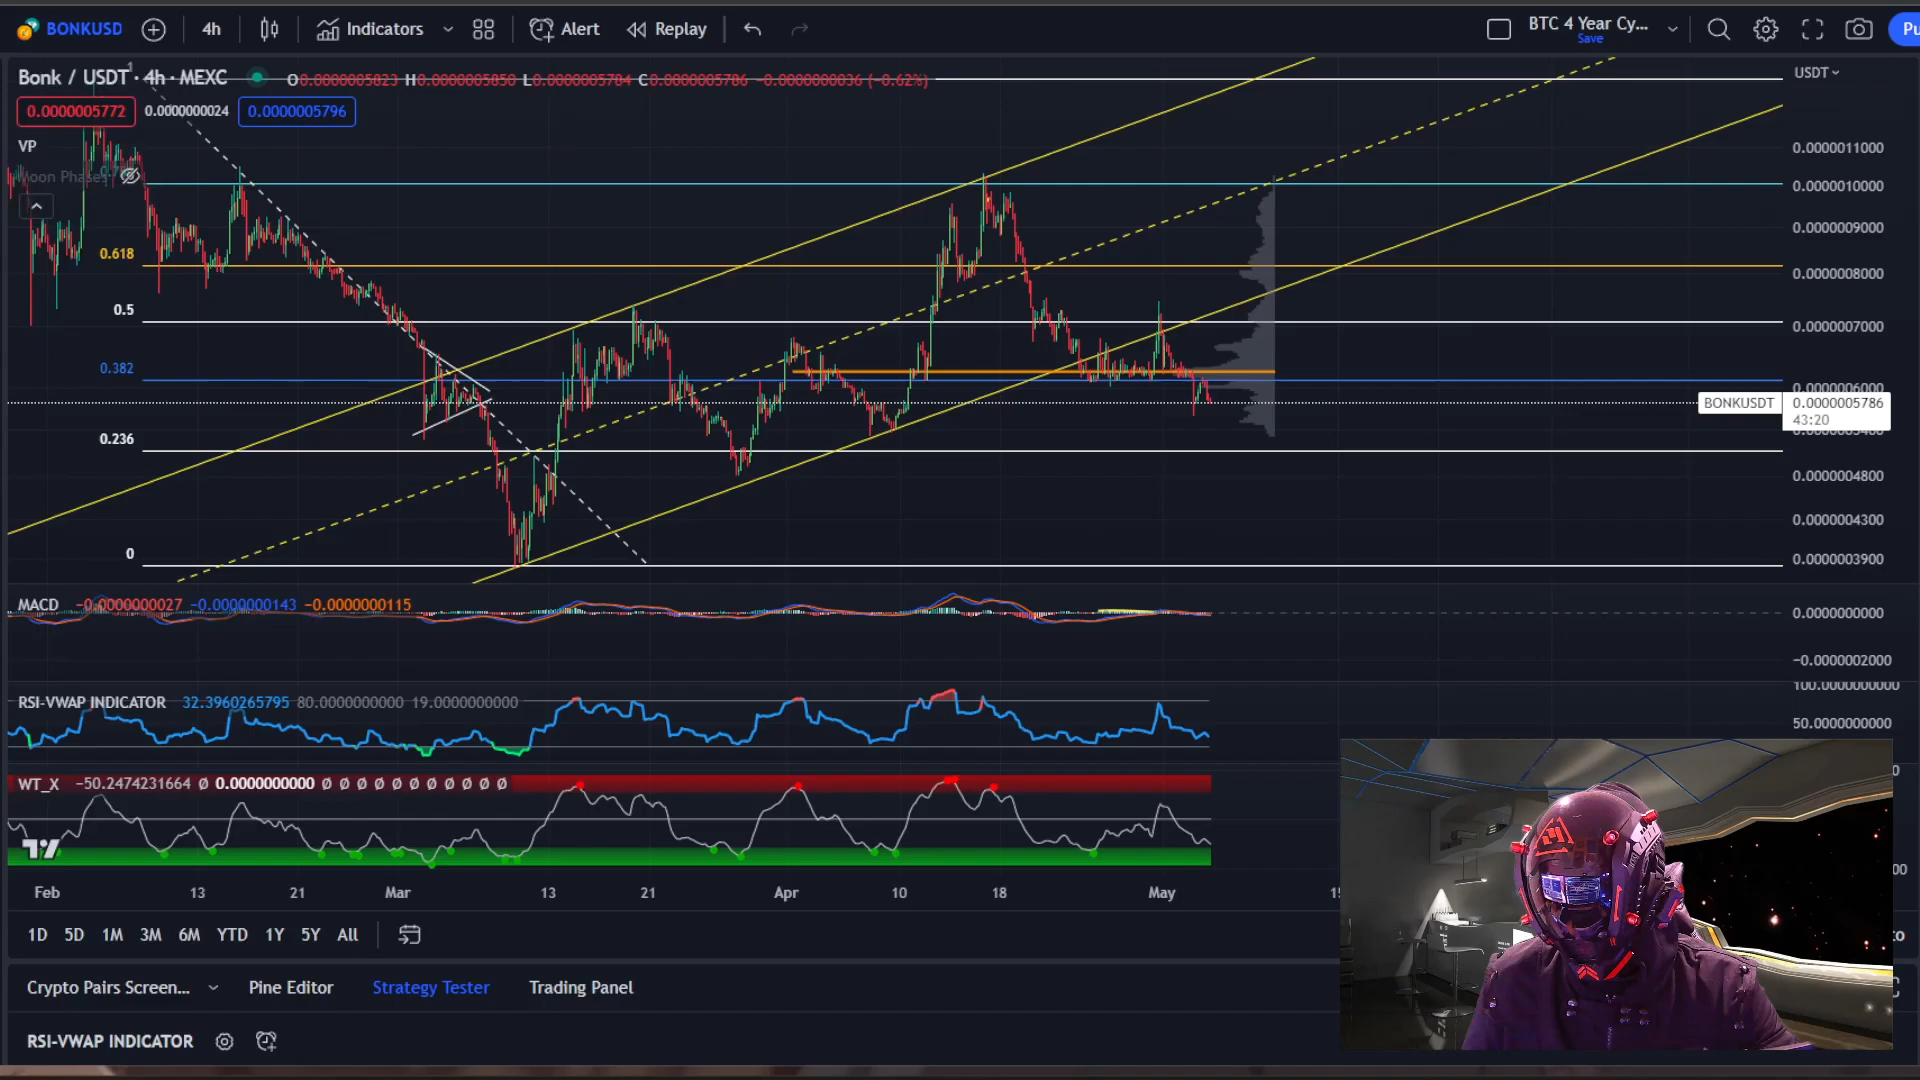 BONKUSD
4h
Indicators
Alert
Replay
BTC 4 Year Cy...
Save
Pu
Bonk / USDT · 4h · MEXC
1
O0.0000005823 H0.0000005850 L0.0000005784 C0.0000005786 −0.0000000036 (−0.62%)
USDT
0.0000005772
0.0000000024
0.0000005796
VP
Moon Phases
0.0000011000
0.0000010000
0.0000009000
0.618
0.0000008000
0.5
0.0000007000
0.382
0.0000006000
BONKUSDT
0.0000005786
43:20
0.236
0.0000004800
0.0000004300
0
0.0000003900
MACD −0.0000000027 −0.0000000143 −0.0000000115
0.0000000000
−0.0000002000
RSI-VWAP INDICATOR 32.3960265795 80.0000000000 19.0000000000
100.0000000000
50.0000000000
WT_X −50.2474231664 Ø 0.0000000000 Ø Ø Ø Ø Ø Ø Ø Ø Ø Ø Ø
Feb 13 21 Mar 13 21 Apr 10 18 May
1D 5D 1M 3M 6M YTD 1Y 5Y All
Crypto Pairs Screen... Pine Editor Strategy Tester Trading Panel
RSI-VWAP INDICATOR